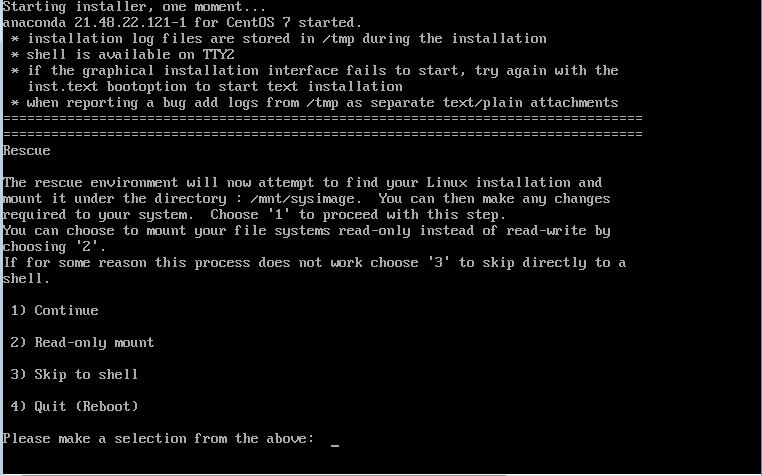 Starting installer, one moment...
anaconda 21.48.22.121-1 for CentOS 7 started.
* installation log files are stored in /tmp during the installation
* shell is available on TTY2
* if the graphical installation interface fails to start, try again with the
inst.text bootoption to start text installation
* when reporting a bug add logs from /tmp as separate text/plain attachments
================================================================================
================================================================================
Rescue
The rescue environment will now attempt to find your Linux installation and
mount it under the directory : /mnt/sysimage.  You can then make any changes
required to your system.  Choose '1' to proceed with this step.
You can choose to mount your file systems read-only instead of read-write by
choosing '2'.
If for some reason this process does not work choose '3' to skip directly to a
shell.
1) Continue
2) Read-only mount
3) Skip to shell
4) Quit (Reboot)
Please make a selection from the above:  _